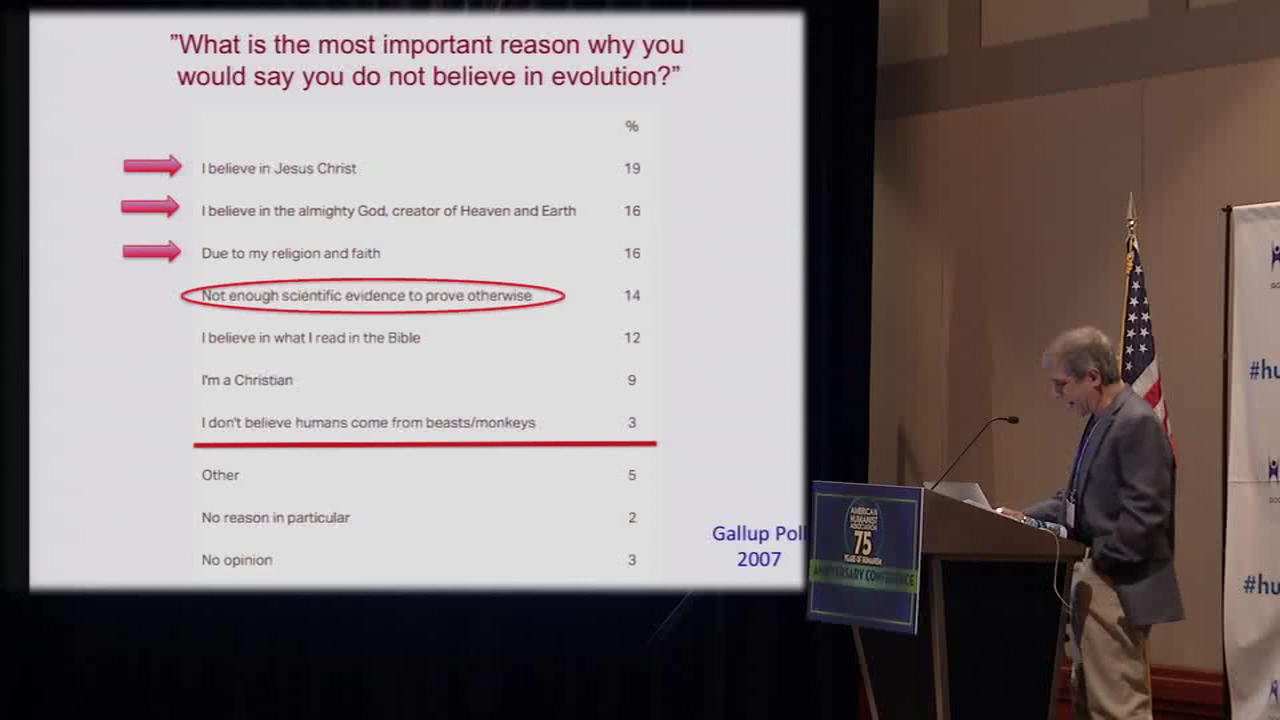 ”What is the most important reason why you
would say you do not believe in evolution?”
%
I believe in Jesus Christ 19
I believe in the almighty God, creator of Heaven and Earth 16
Due to my religion and faith 16
Not enough scientific evidence to prove otherwise 14
I believe in what I read in the Bible 12
I'm a Christian 9
I don't believe humans come from beasts/monkeys 3
Other 5
No reason in particular 2
No opinion 3
Gallup Poll
2007
AMERICAN
HUMANIST
ASSOCIATION
75
YEARS OF HUMANISM
ANNIVERSARY CONFERENCE
#hu
#hu